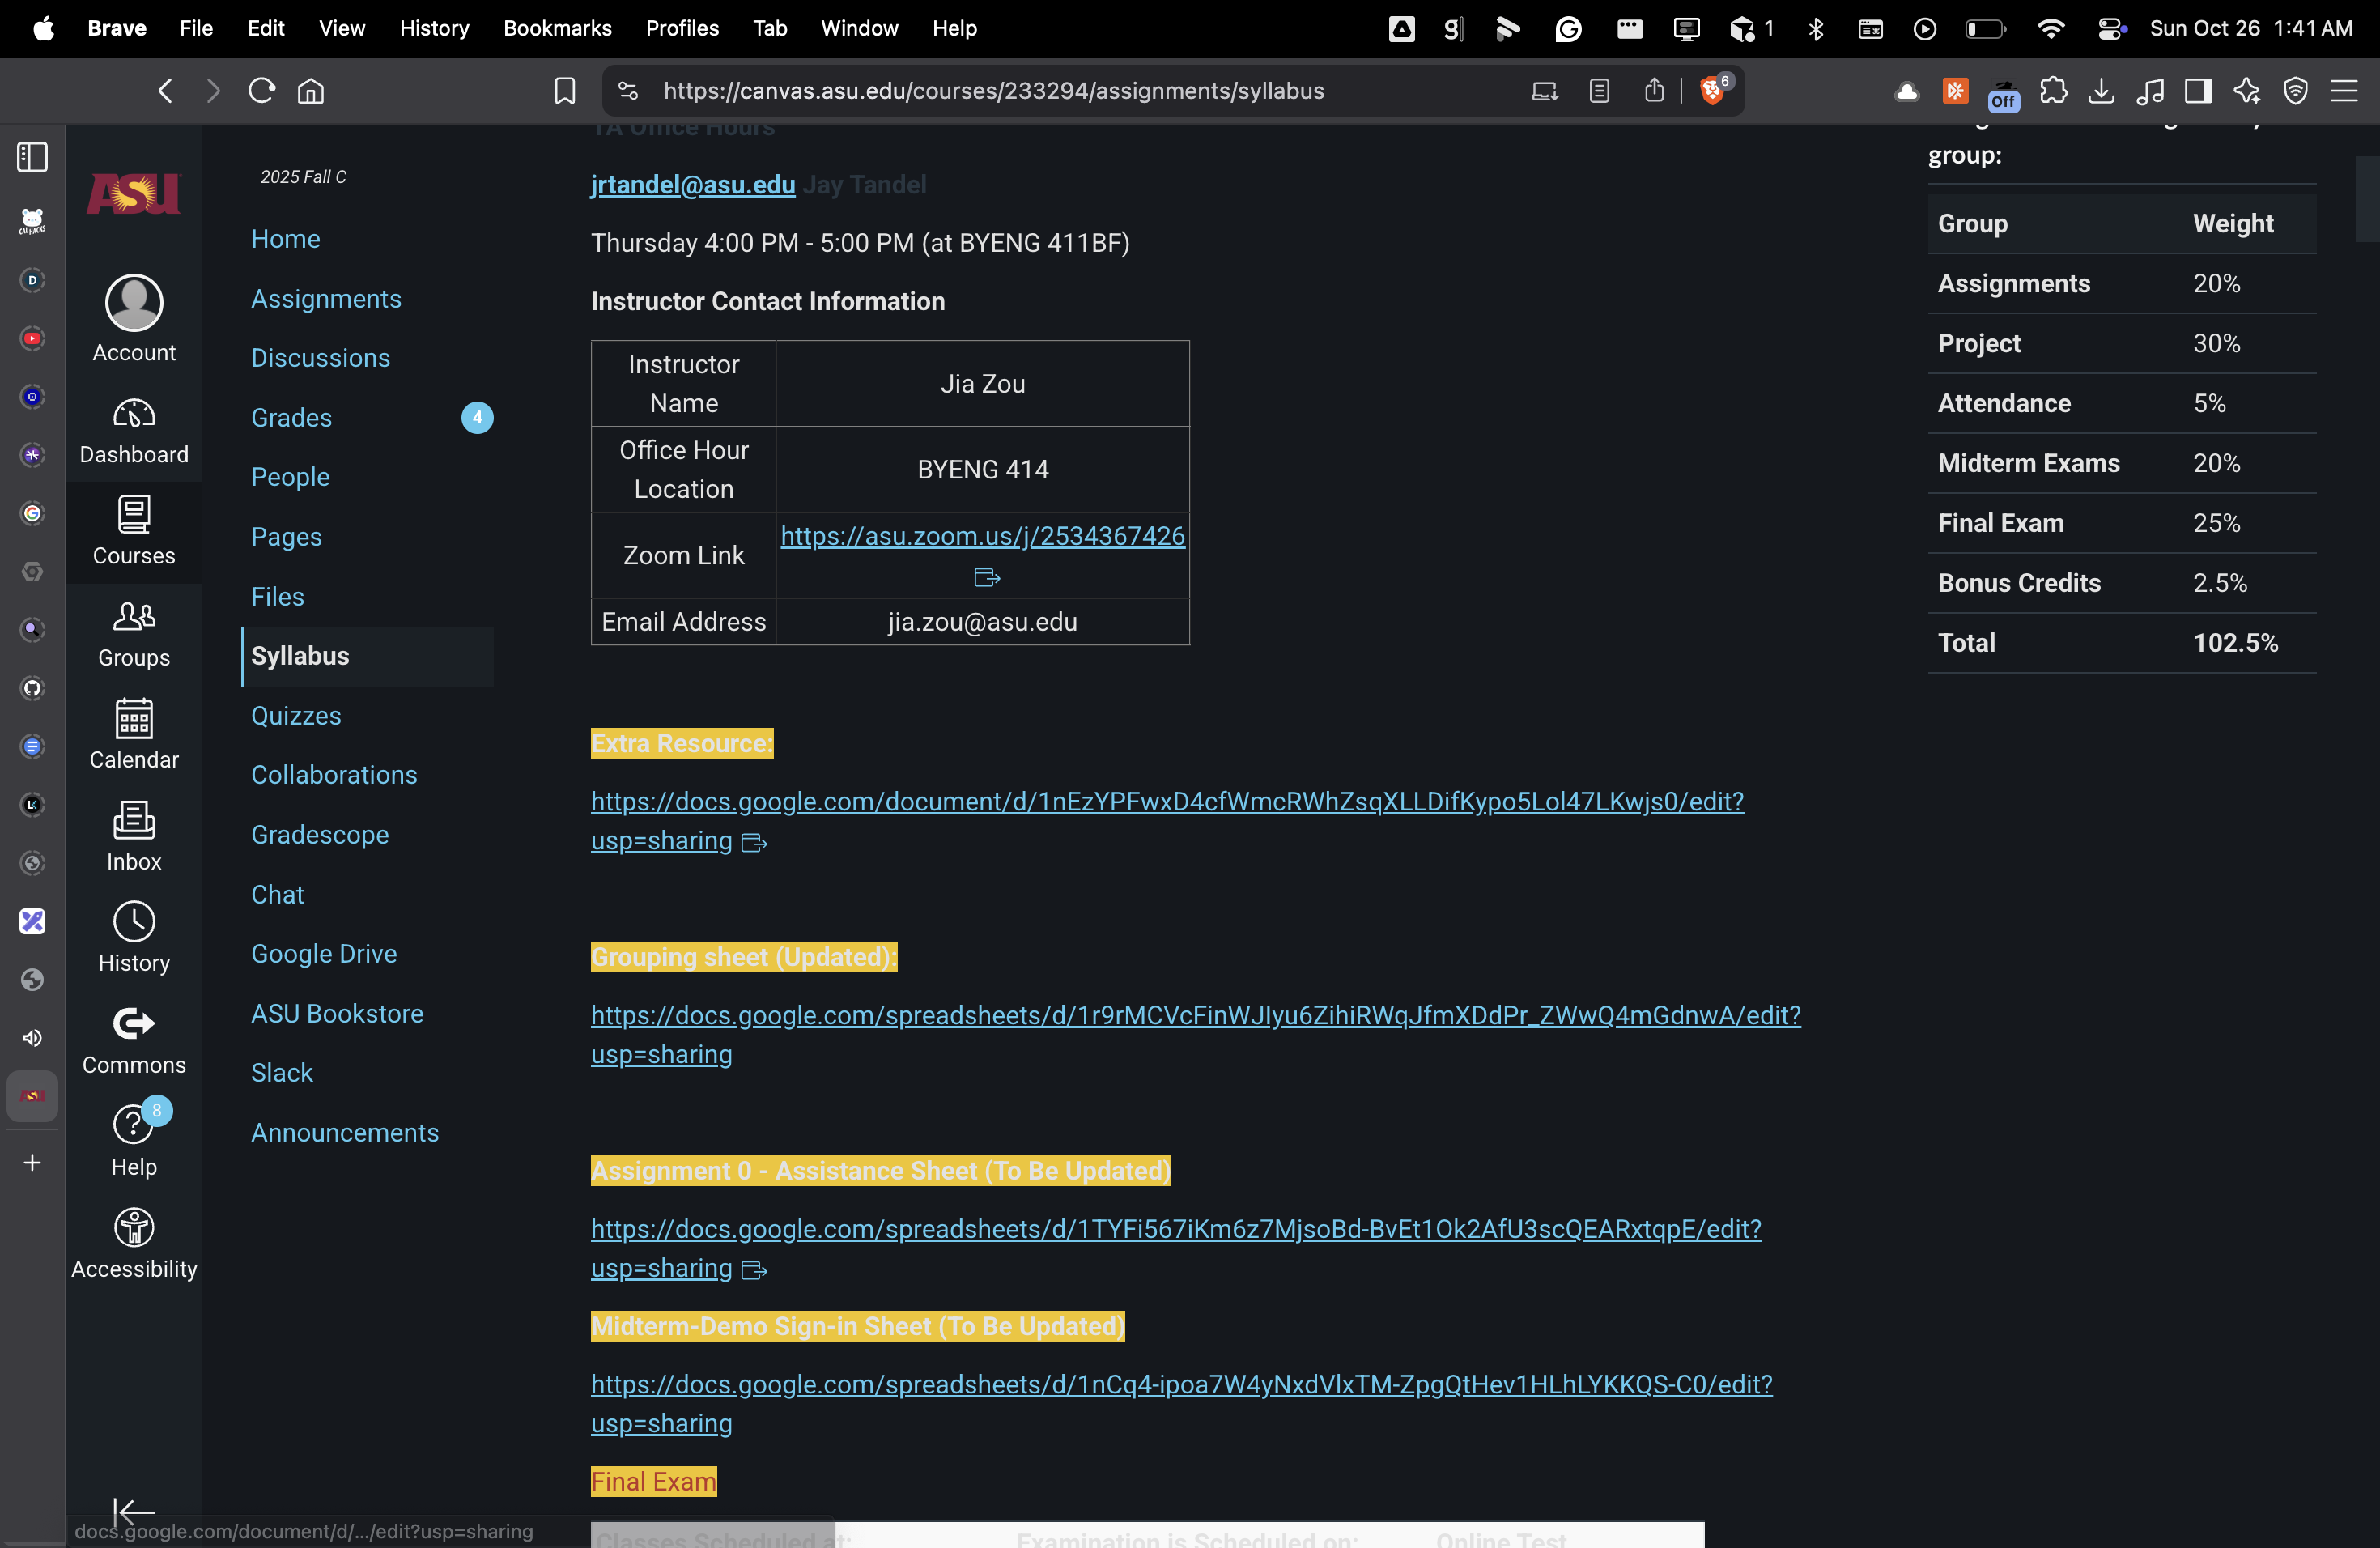 Brave File Edit View History Bookmarks Profiles Tab Window Help
1
Sun Oct 26 1:41 AM
https://canvas.asu.edu/courses/233294/assignments/syllabus
6
Off
CAL HACKS
D
ASU
Account
Dashboard
Courses
Groups
Calendar
Inbox
History
Commons
8
Help
Accessibility
2025 Fall C
Home
Assignments
Discussions
Grades 4
People
Pages
Files
Syllabus
Quizzes
Collaborations
Gradescope
Chat
Google Drive
ASU Bookstore
Slack
Announcements
TA Office Hours
jrtandel@asu.edu Jay Tandel
Thursday 4:00 PM - 5:00 PM (at BYENG 411BF)
Instructor Contact Information
Instructor Name
Jia Zou
Office Hour Location
BYENG 414
Zoom Link
https://asu.zoom.us/j/2534367426
Email Address
jia.zou@asu.edu
Extra Resource:
https://docs.google.com/document/d/1nEzYPFwxD4cfWmcRWhZsqXLLDifKypo5Lol47LKwjs0/edit?
usp=sharing
Grouping sheet (Updated):
https://docs.google.com/spreadsheets/d/1r9rMCVcFinWJIyu6ZihiRWqJfmXDdPr_ZWwQ4mGdnwA/edit?
usp=sharing
Assignment 0 - Assistance Sheet (To Be Updated)
https://docs.google.com/spreadsheets/d/1TYFi567iKm6z7MjsoBd-BvEt1Ok2AfU3scQEARxtqpE/edit?
usp=sharing
Midterm-Demo Sign-in Sheet (To Be Updated)
https://docs.google.com/spreadsheets/d/1nCq4-ipoa7W4yNxdVlxTM-ZpgQtHev1HLhLYKKQS-C0/edit?
usp=sharing
Final Exam
Classes Scheduled at: Examination is Scheduled on: Online Test
docs.google.com/document/d/.../edit?usp=sharing
group:
Group Weight
Assignments 20%
Project 30%
Attendance 5%
Midterm Exams 20%
Final Exam 25%
Bonus Credits 2.5%
Total 102.5%